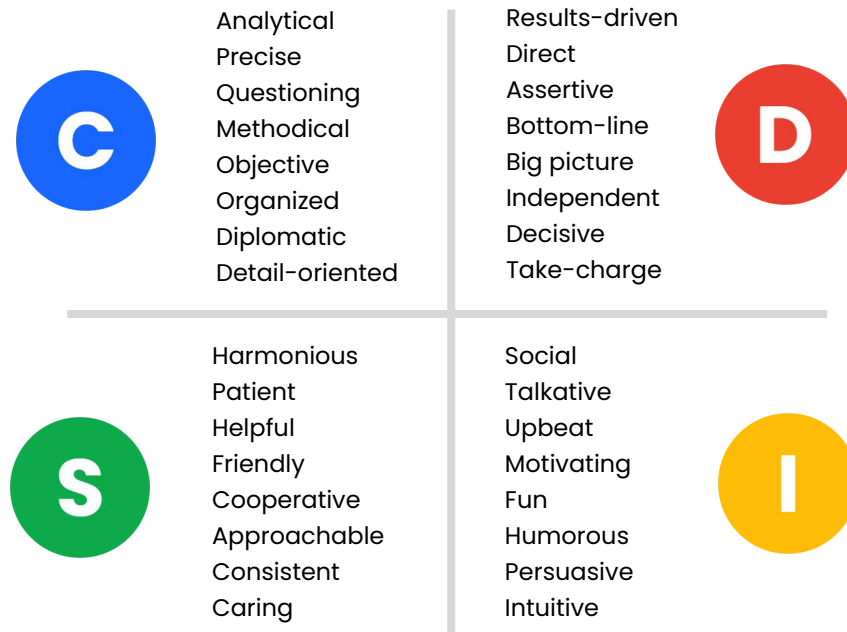 C
Analytical
Precise
Questioning
Methodical
Objective
Organized
Diplomatic
Detail-oriented
Results-driven
Direct
Assertive
Bottom-line
Big picture
Independent
Decisive
Take-charge
D
S
Harmonious
Patient
Helpful
Friendly
Cooperative
Approachable
Consistent
Caring
Social
Talkative
Upbeat
Motivating
Fun
Humorous
Persuasive
Intuitive
I